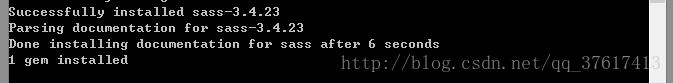 Successfully installed sass-3.4.23
Parsing documentation for sass-3.4.23
Done installing documentation for sass after 6 seconds
1 gem installed
http://blog.csdn.net/qq_37617413